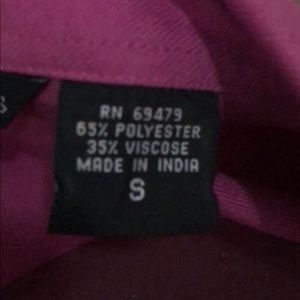 RN 69479
65% POLYESTER
35% VISCOSE
MADE IN INDIA
S